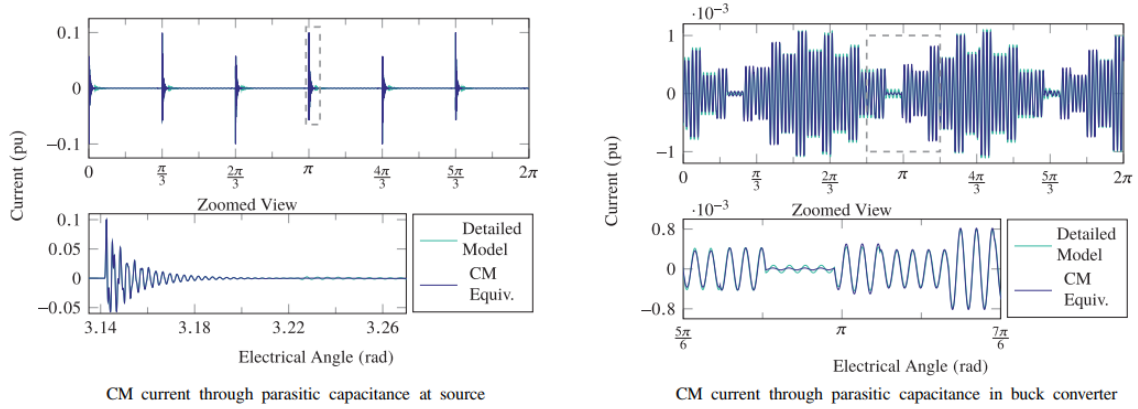 0.1
0
−0.1
0
π/3
2π/3
π
4π/3
5π/3
2π
Current (pu)
Zoomed View
0.1
0.05
0
−0.05
3.14
3.18
3.22
3.26
Electrical Angle (rad)
Detailed
Model
CM
Equiv.
CM current through parasitic capacitance at source
·10⁻³
1
0
−1
0
π/3
2π/3
π
4π/3
5π/3
2π
Current (pu)
Zoomed View
·10⁻³
0.8
0
−0.8
5π/6
π
7π/6
Electrical Angle (rad)
Detailed
Model
CM
Equiv.
CM current through parasitic capacitance in buck converter